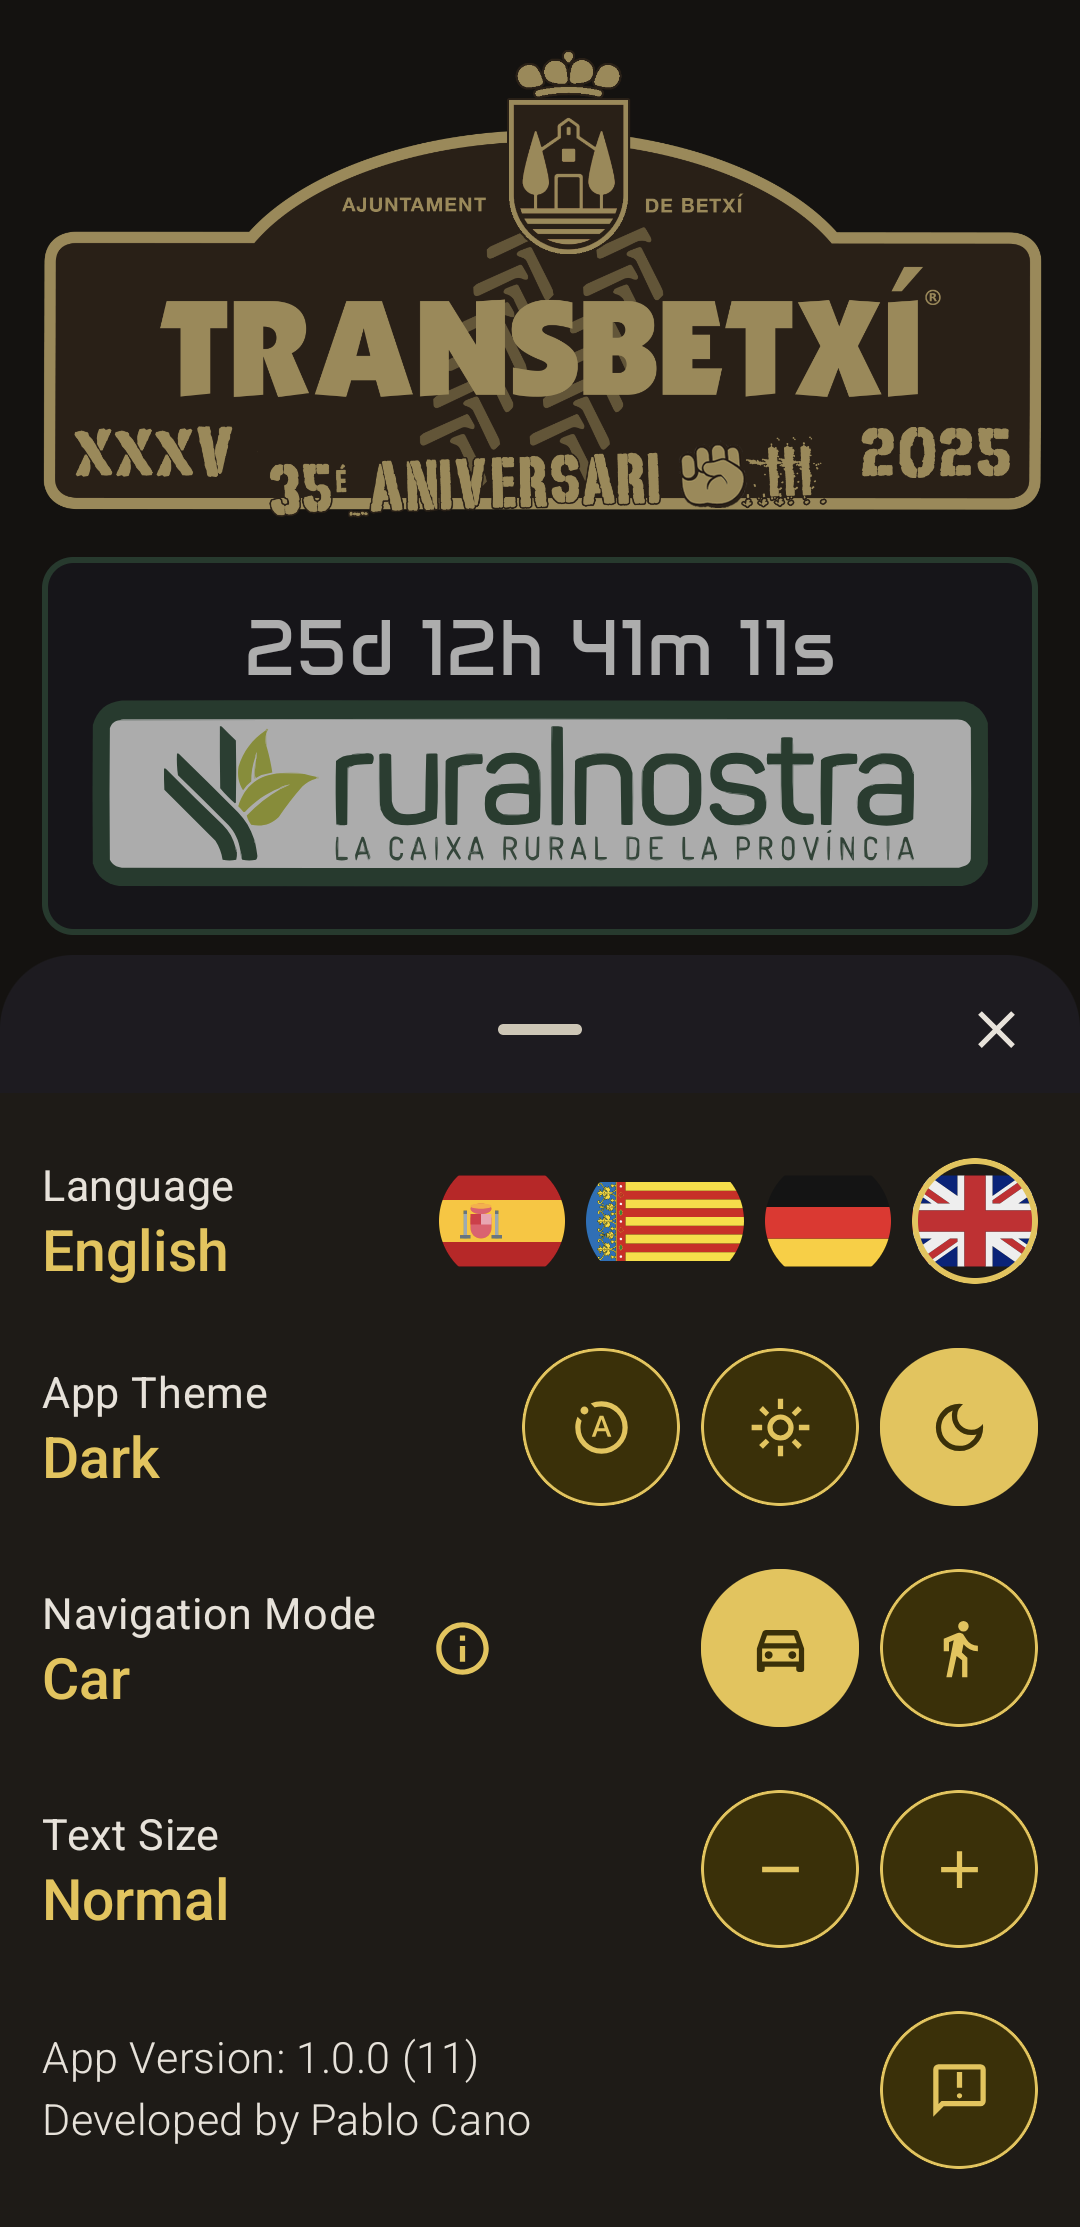 AJUNTAMENT DE BETXÍ
TRANSBETXÍ®
XXXV 35É ANIVERSARI 2025
25d 12h 41m 11s
ruralnostra
LA CAIXA RURAL DE LA PROVÍNCIA
Language
English
App Theme
Dark
A
Navigation Mode
Car
Text Size
Normal
App Version: 1.0.0 (11)
Developed by Pablo Cano